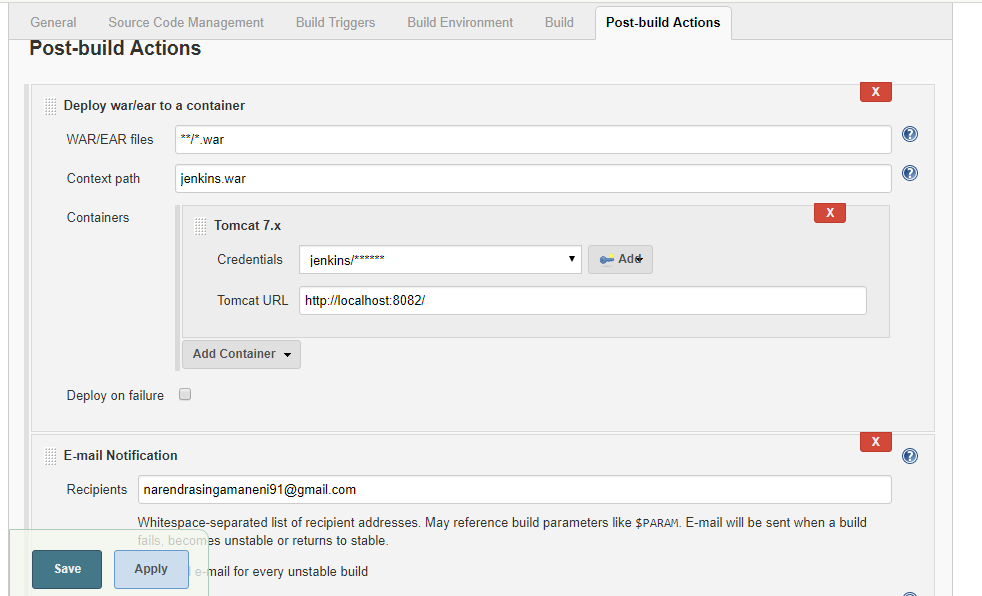 General Source Code Management Build Triggers Build Environment Build Post-build Actions
Post-build Actions
X
Deploy war/ear to a container
WAR/EAR files **/*.war ?
Context path jenkins.war ?
Containers
X
Tomcat 7.x
Credentials jenkins/****** Add
Tomcat URL http://localhost:8082/
Add Container
Deploy on failure
X
E-mail Notification ?
Recipients narendrasingamaneni91@gmail.com
Whitespace-separated list of recipient addresses. May reference build parameters like $PARAM. E-mail will be sent when a build
fails, becomes unstable or returns to stable.
e-mail for every unstable build
Save Apply